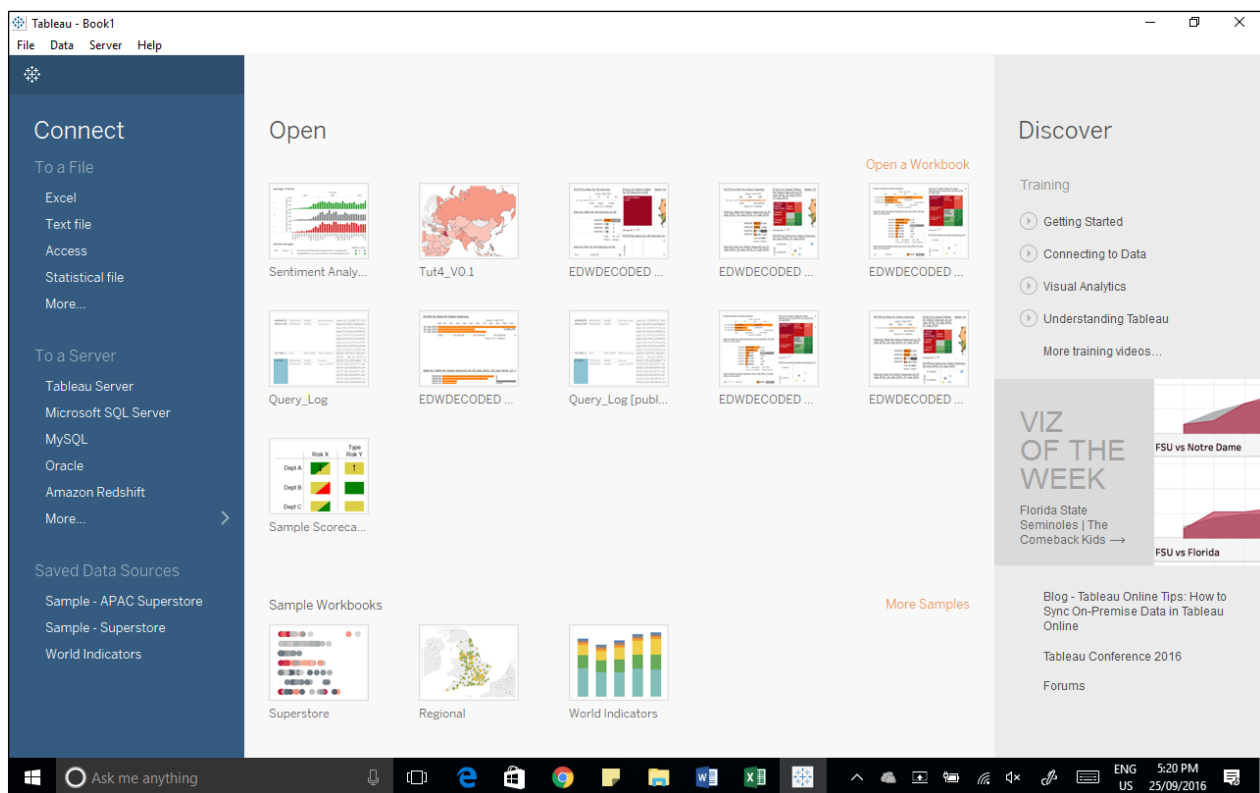 Tableau - Book1
File Data Server Help
Connect
To a File
Excel
Text file
Access
Statistical file
More...
To a Server
Tableau Server
Microsoft SQL Server
MySQL
Oracle
Amazon Redshift
More...
Saved Data Sources
Sample - APAC Superstore
Sample - Superstore
World Indicators
Open
Open a Workbook
Sentiment Analy...
Tut4_V0.1
EDWDECODED ...
EDWDECODED ...
EDWDECODED ...
Query_Log
EDWDECODED ...
Query_Log [publ...
EDWDECODED ...
EDWDECODED ...
Type
Risk X Risk Y
Dept A
Dept B
Dept C
Sample Scoreca...
Sample Workbooks
More Samples
Superstore
Regional
World Indicators
Discover
Training
Getting Started
Connecting to Data
Visual Analytics
Understanding Tableau
More training videos...
VIZ
OF THE
WEEK
Florida State
Seminoles | The
Comeback Kids →
FSU vs Notre Dame
FSU vs Florida
Blog - Tableau Online Tips: How to
Sync On-Premise Data in Tableau
Online
Tableau Conference 2016
Forums
Ask me anything
ENG
US
5:20 PM
25/09/2016